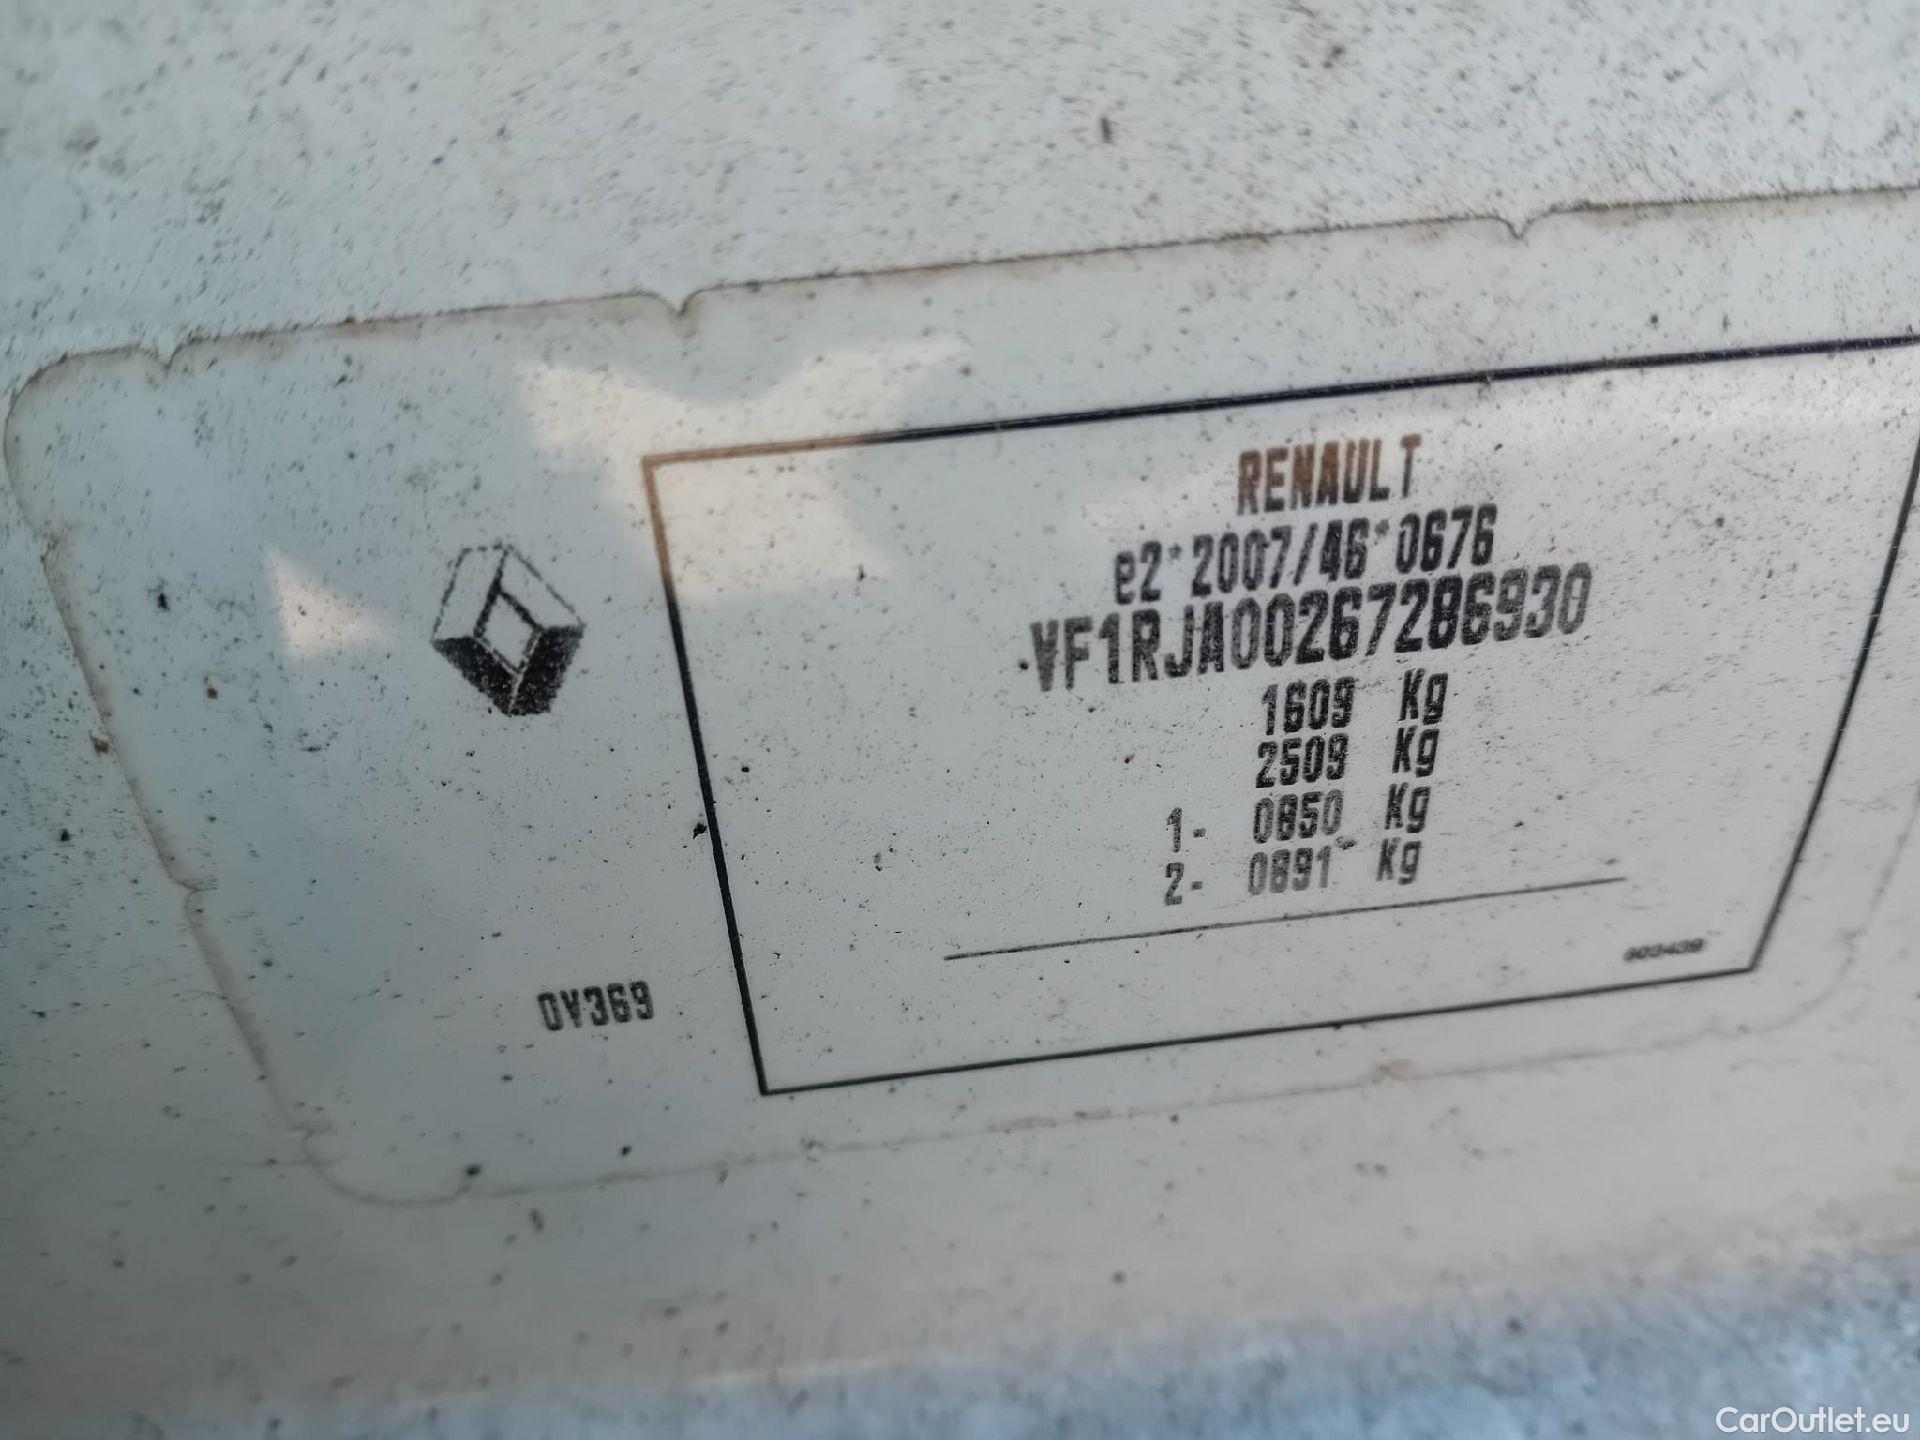 RENAULT
e2*2007/46*0676
VF1RJA00267286930
1609 Kg
2509 Kg
1- 0850 Kg
2- 0891 Kg
603439
0V369
CarOutlet.eu